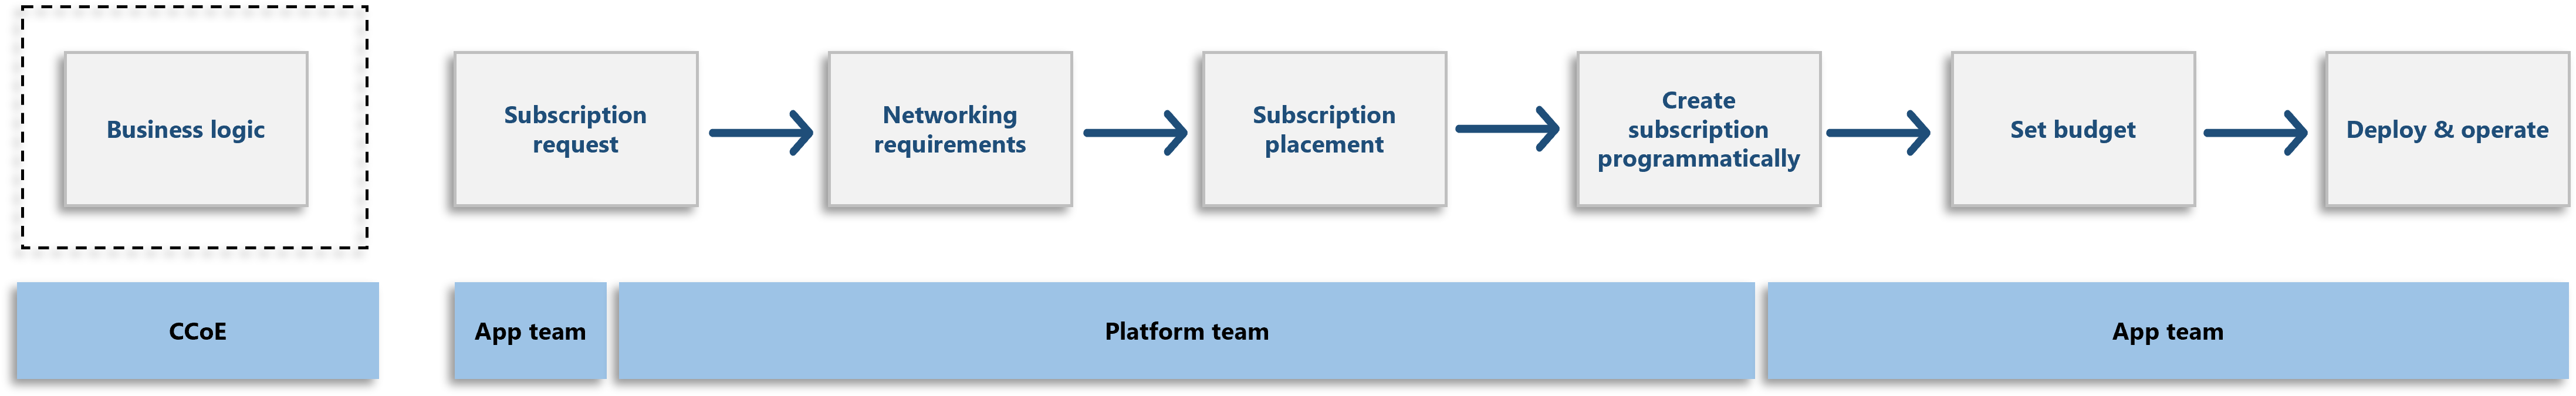 Business logic
Subscription
request
Networking
requirements
Subscription
placement
Create
subscription
programmatically
Set budget
Deploy & operate
CCoE
App team
Platform team
App team